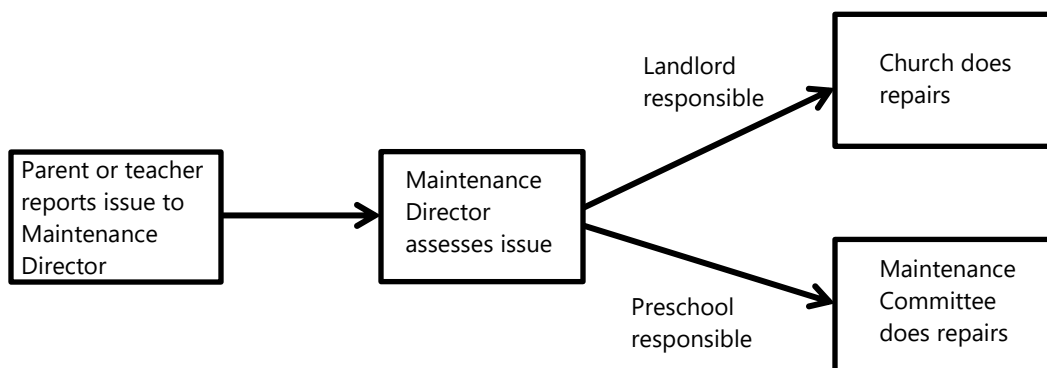 Parent or teacher
reports issue to
Maintenance
Director
Maintenance
Director
assesses issue
Landlord
responsible
Church does
repairs
Preschool
responsible
Maintenance
Committee
does repairs